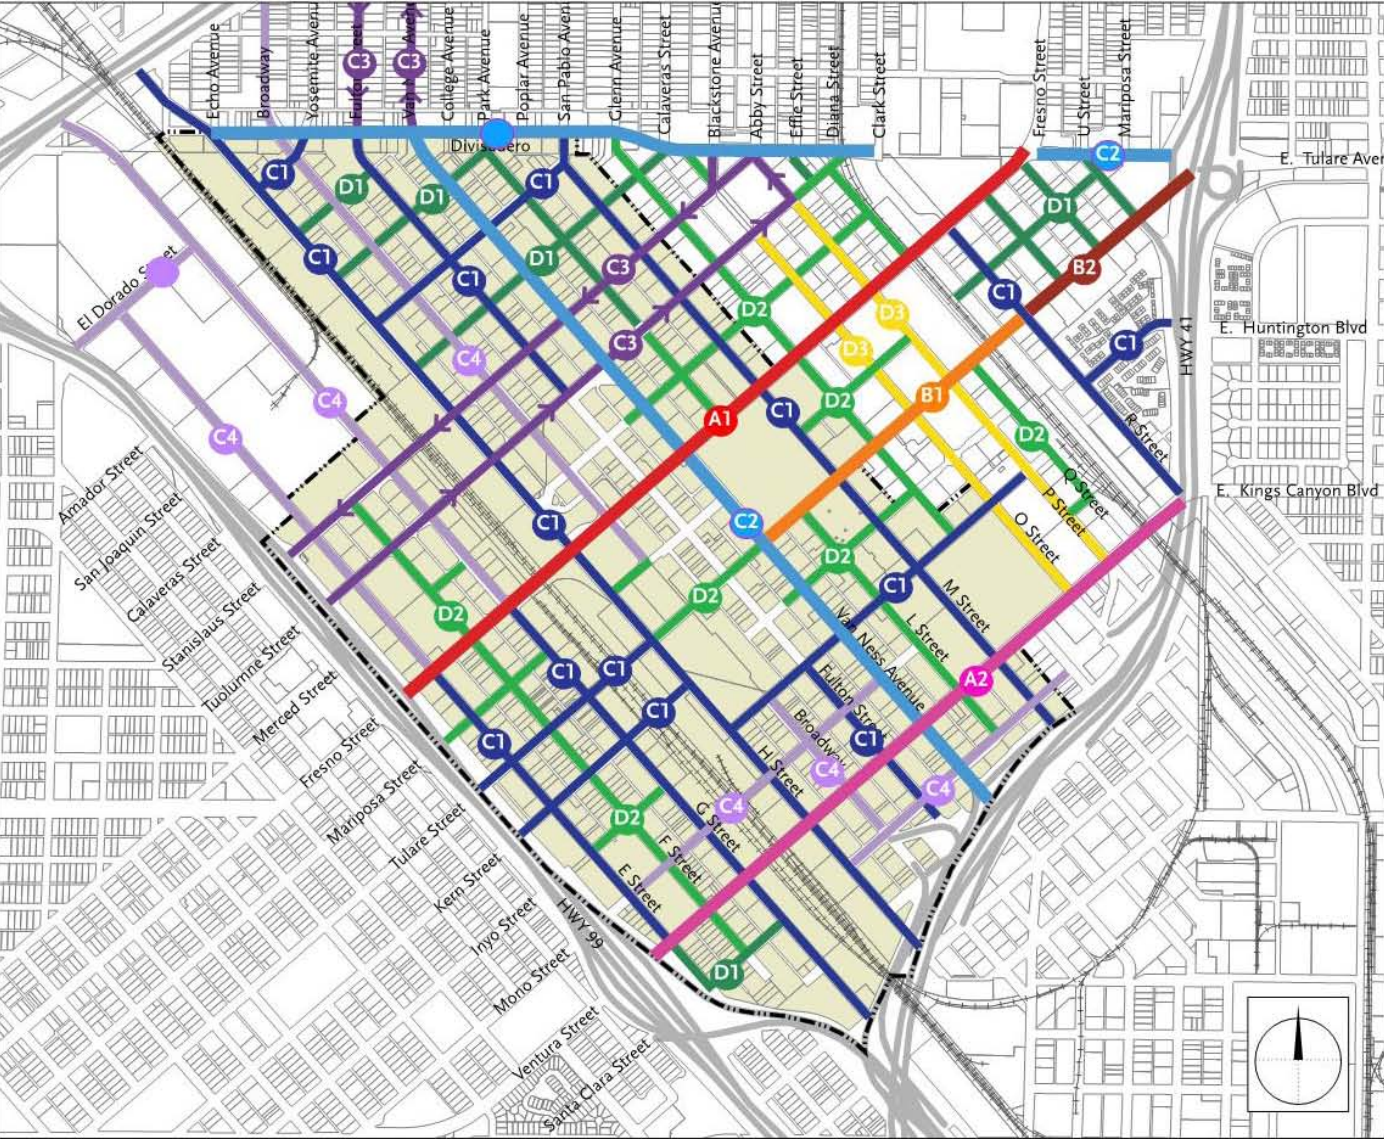 Echo Avenue
Broadway
Yosemite Avenu
Fulton Street
Van N Avenu
College Avenue
Park Avenue
Poplar Avenue
San Pablo Aven
Glenn Avenue
Calaveras Street
Blackstone Avenue
Abby Street
Effie Street
Diana Street
Clark Street
Fresno Street
U Street
Mariposa Street
C3
C3
Divisadero
C2
E. Tulare Aven
C1
D1
D1
C1
D1
El Dorado Street
C1
C1
D1
C3
B2
C1
D2
D3
HWY 41
E. Huntington Blvd
C1
C3
D3
C4
C4
B1
D2
C1
A1
C4
D2
R Street
Amador Street
San Joaquin Street
Calaveras Street
Stanislaus Street
Tuolumne Street
Merced Street
Fresno Street
Mariposa Street
Tulare Street
Kern Street
Inyo Street
Mono Street
Ventura Street
Santa Clara Street
Q Street
P Street
O Street
E. Kings Canyon Blvd
C1
C2
D2
C1
D2
D2
M Street
L Street
Van Ness Avenue
Fulton Street
Broadway
H Street
G Street
F Street
E Street
C1
C1
A2
C1
C1
C1
C4
C4
C4
D2
HWY 99
D1